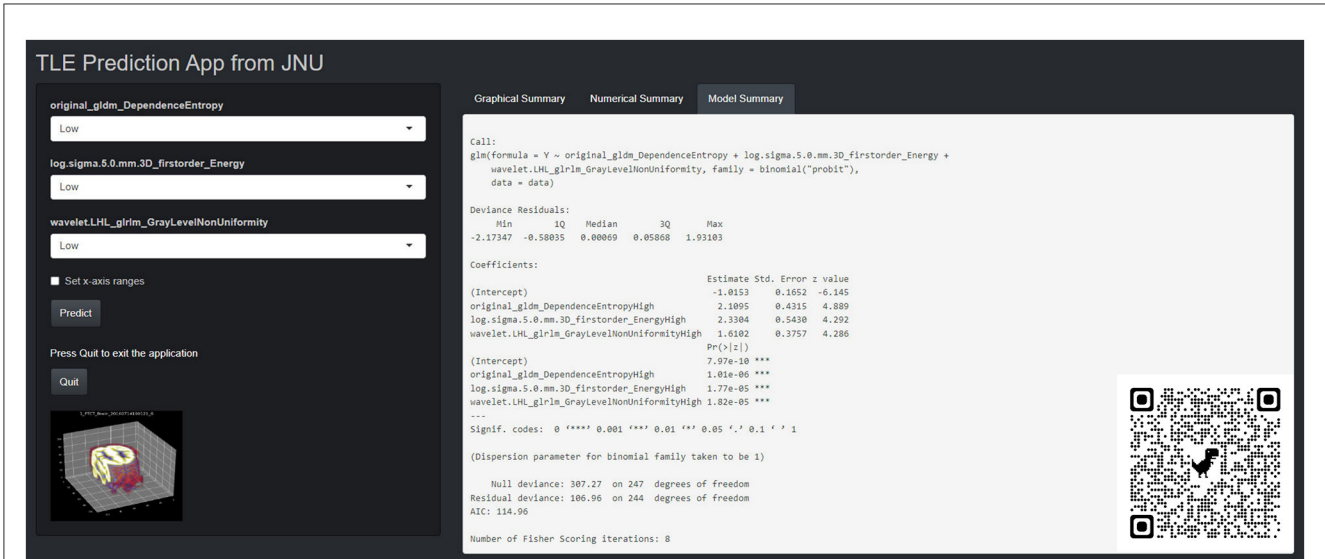 TLE Prediction App from JNU
original_gldm_DependenceEntropy
Low
log.sigma.5.0.mm.3D_firstorder_Energy
Low
wavelet.LHL_glrlm_GrayLevelNonUniformity
Low
Set x-axis ranges
Predict
Press Quit to exit the application
Quit
Graphical Summary Numerical Summary Model Summary
Call:
glm(formula = Y ~ original_gldm_DependenceEntropy + log.sigma.5.0.mm.3D_firstorder_Energy +
wavelet.LHL_glrlm_GrayLevelNonUniformity, family = binomial("probit"),
data = data)
Deviance Residuals:
Min 1Q Median 3Q Max
-2.17347 -0.58035 0.00069 0.05868 1.93103
Coefficients:
Estimate Std. Error z value
(Intercept) -1.0153 0.1652 -6.145
original_gldm_DependenceEntropyHigh 2.1095 0.4315 4.889
log.sigma.5.0.mm.3D_firstorder_EnergyHigh 2.3304 0.5430 4.292
wavelet.LHL_glrlm_GrayLevelNonUniformityHigh 1.6102 0.3757 4.286
Pr(>|z|)
(Intercept) 7.97e-10 ***
original_gldm_DependenceEntropyHigh 1.01e-06 ***
log.sigma.5.0.mm.3D_firstorder_EnergyHigh 1.77e-05 ***
wavelet.LHL_glrlm_GrayLevelNonUniformityHigh 1.82e-05 ***
---
Signif. codes: 0 ‘***’ 0.001 ‘**’ 0.01 ‘*’ 0.05 ‘.’ 0.1 ‘ ’ 1
(Dispersion parameter for binomial family taken to be 1)
Null deviance: 307.27 on 247 degrees of freedom
Residual deviance: 106.96 on 244 degrees of freedom
AIC: 114.96
Number of Fisher Scoring iterations: 8